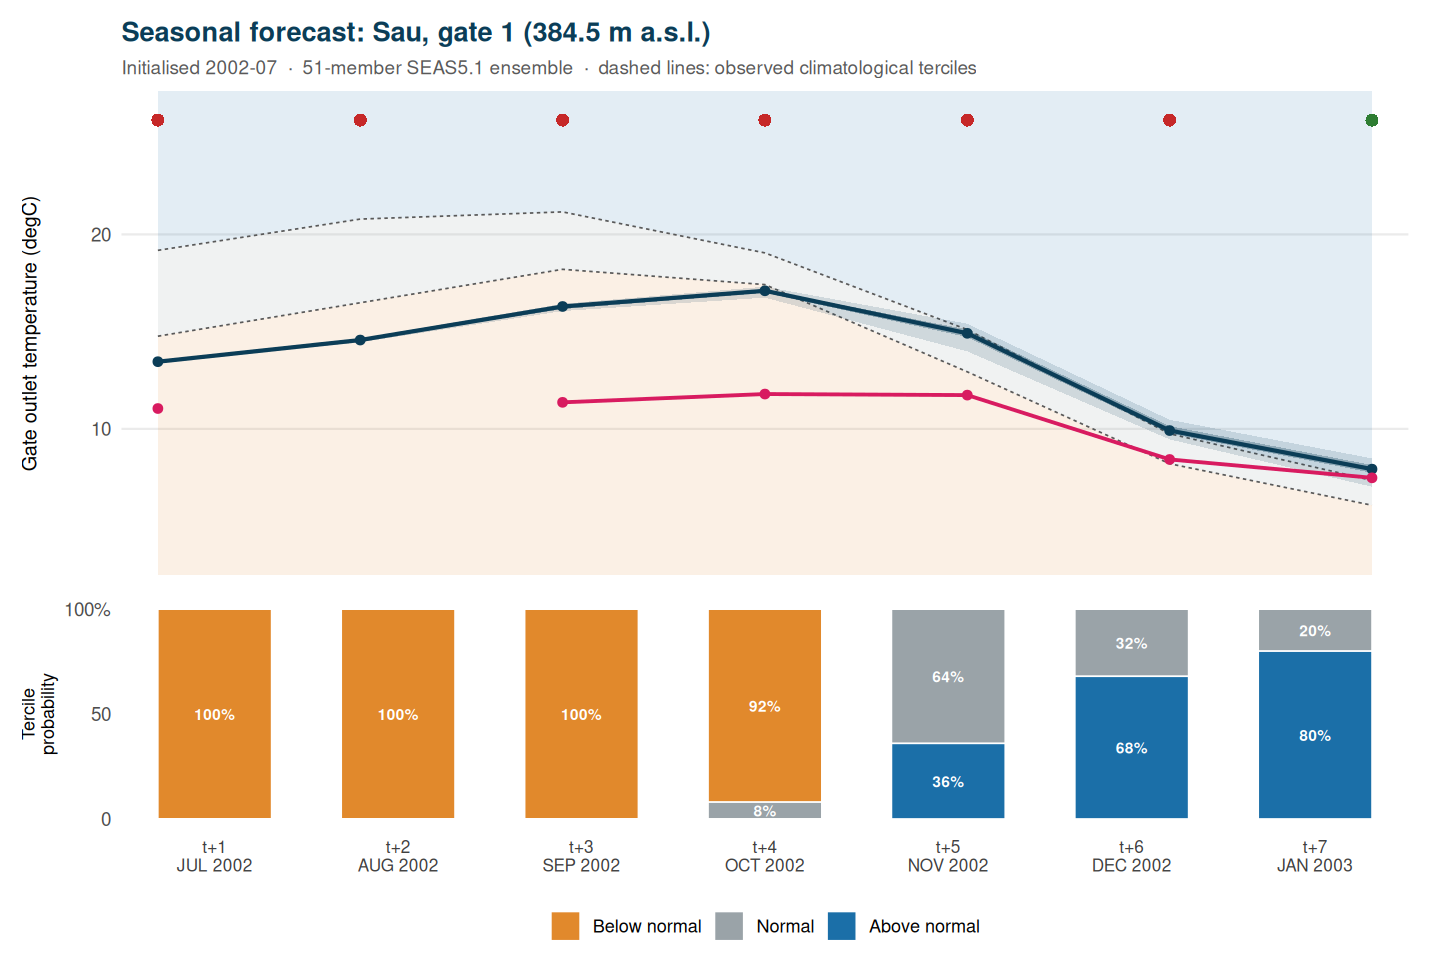 Seasonal forecast: Sau, gate 1 (384.5 m a.s.l.)
Initialised 2002-07 · 51-member SEAS5.1 ensemble · dashed lines: observed climatological terciles
Gate outlet temperature (degC)
20
10
Tercile
probability
100%
50
0
100%
100%
100%
92%
8%
64%
36%
32%
68%
20%
80%
t+1
JUL 2002
t+2
AUG 2002
t+3
SEP 2002
t+4
OCT 2002
t+5
NOV 2002
t+6
DEC 2002
t+7
JAN 2003
Below normal
Normal
Above normal